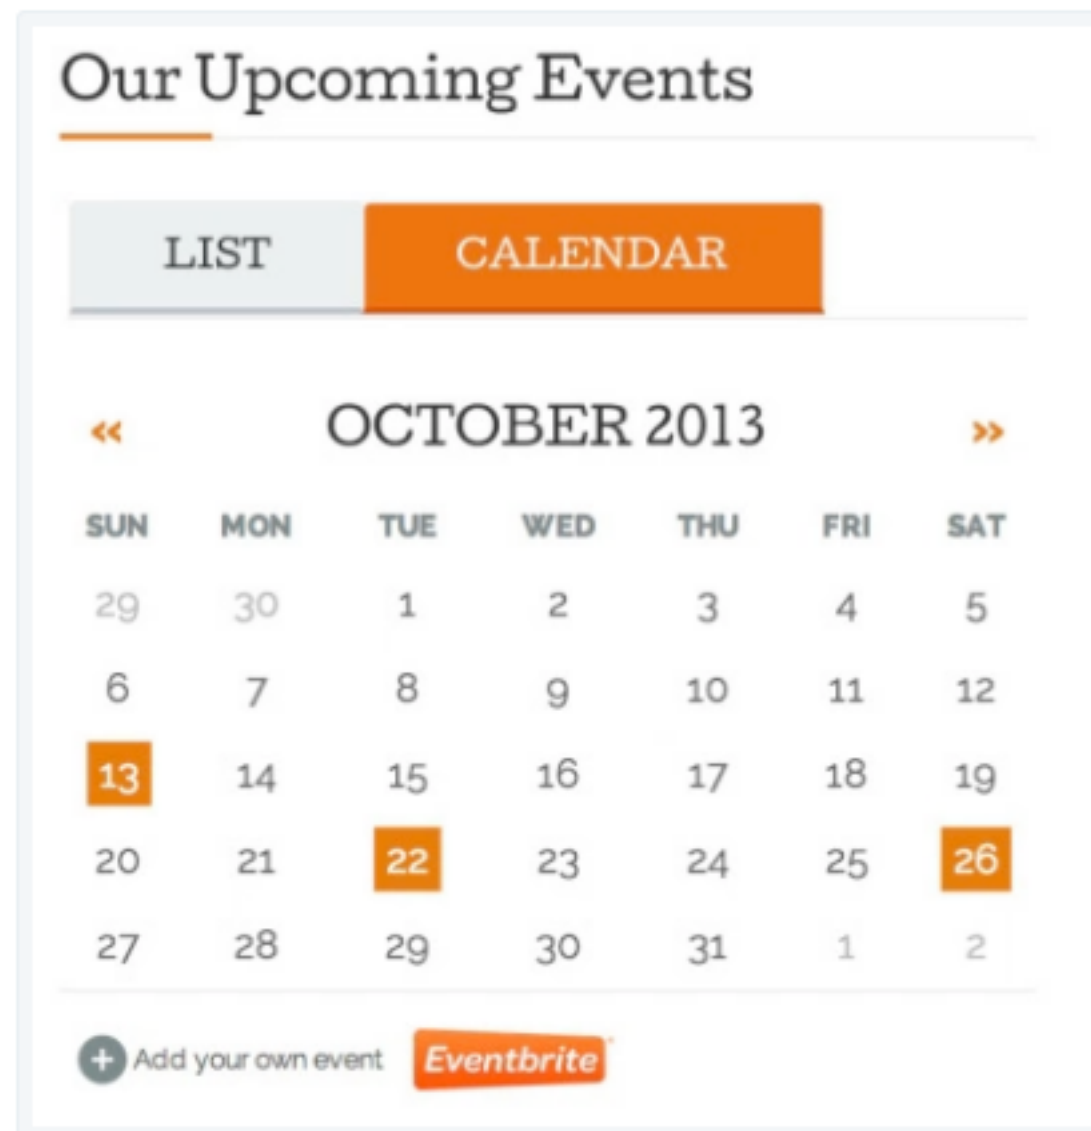 Our Upcoming Events
LIST CALENDAR
« OCTOBER 2013 »
SUN MON TUE WED THU FRI SAT
29 30 1 2 3 4 5
6 7 8 9 10 11 12
13 14 15 16 17 18 19
20 21 22 23 24 25 26
27 28 29 30 31 1 2
+ Add your own event Eventbrite